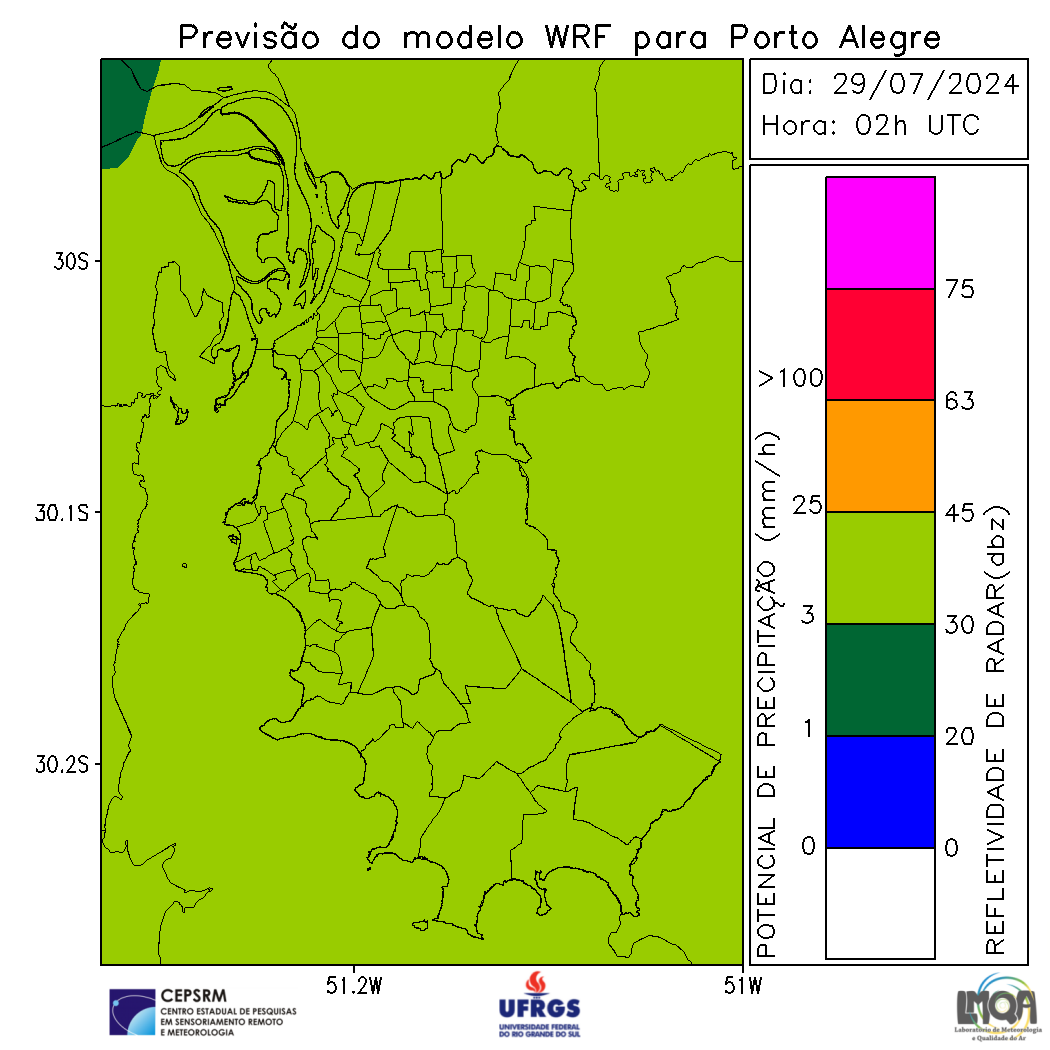 Previsão do modelo WRF para Porto Alegre
Dia: 29/07/2024
Hora: 02h UTC
30S
30.1S
30.2S
51.2W
51W
POTENCIAL DE PRECIPITAÇÃO (mm/h)
>100
25
3
1
0
75
63
45
30
20
0
REFLETIVIDADE DE RADAR(dbz)
CEPSRM
CENTRO ESTADUAL DE PESQUISAS
EM SENSORIAMENTO REMOTO
E METEOROLOGIA
UFRGS
UNIVERSIDADE FEDERAL
DO RIO GRANDE DO SUL
LMQA
Laboratório de Meteorologia
e Qualidade do Ar